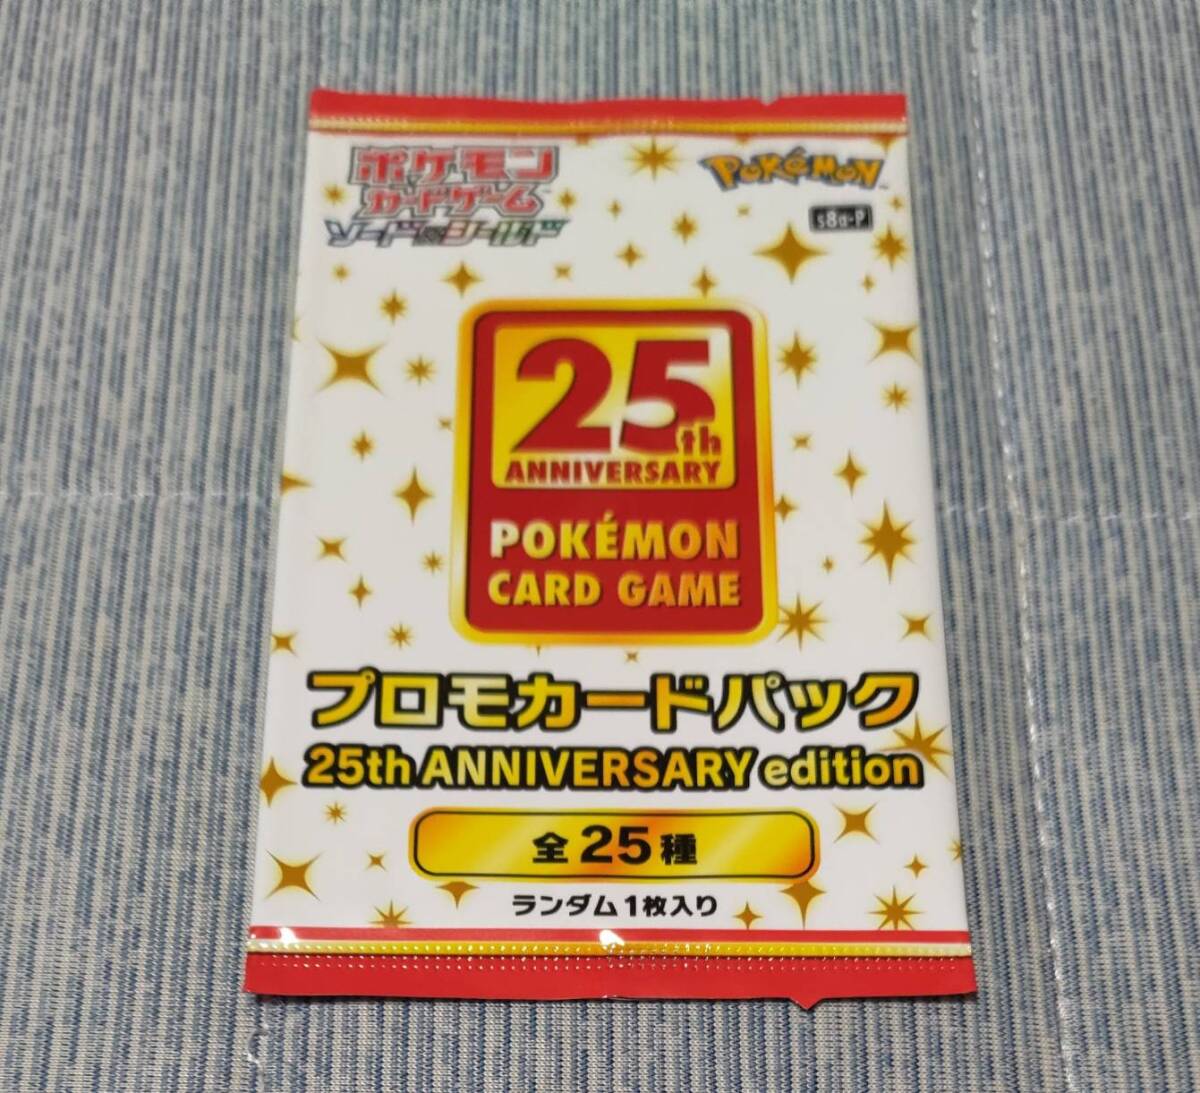 ポケモン
カードゲーム
ソード&シールド
POKéMON
s8a-P
25th
ANNIVERSARY
POKÉMON
CARD GAME
プロモカードパック
25th ANNIVERSARY edition
全25種
ランダム1枚入り